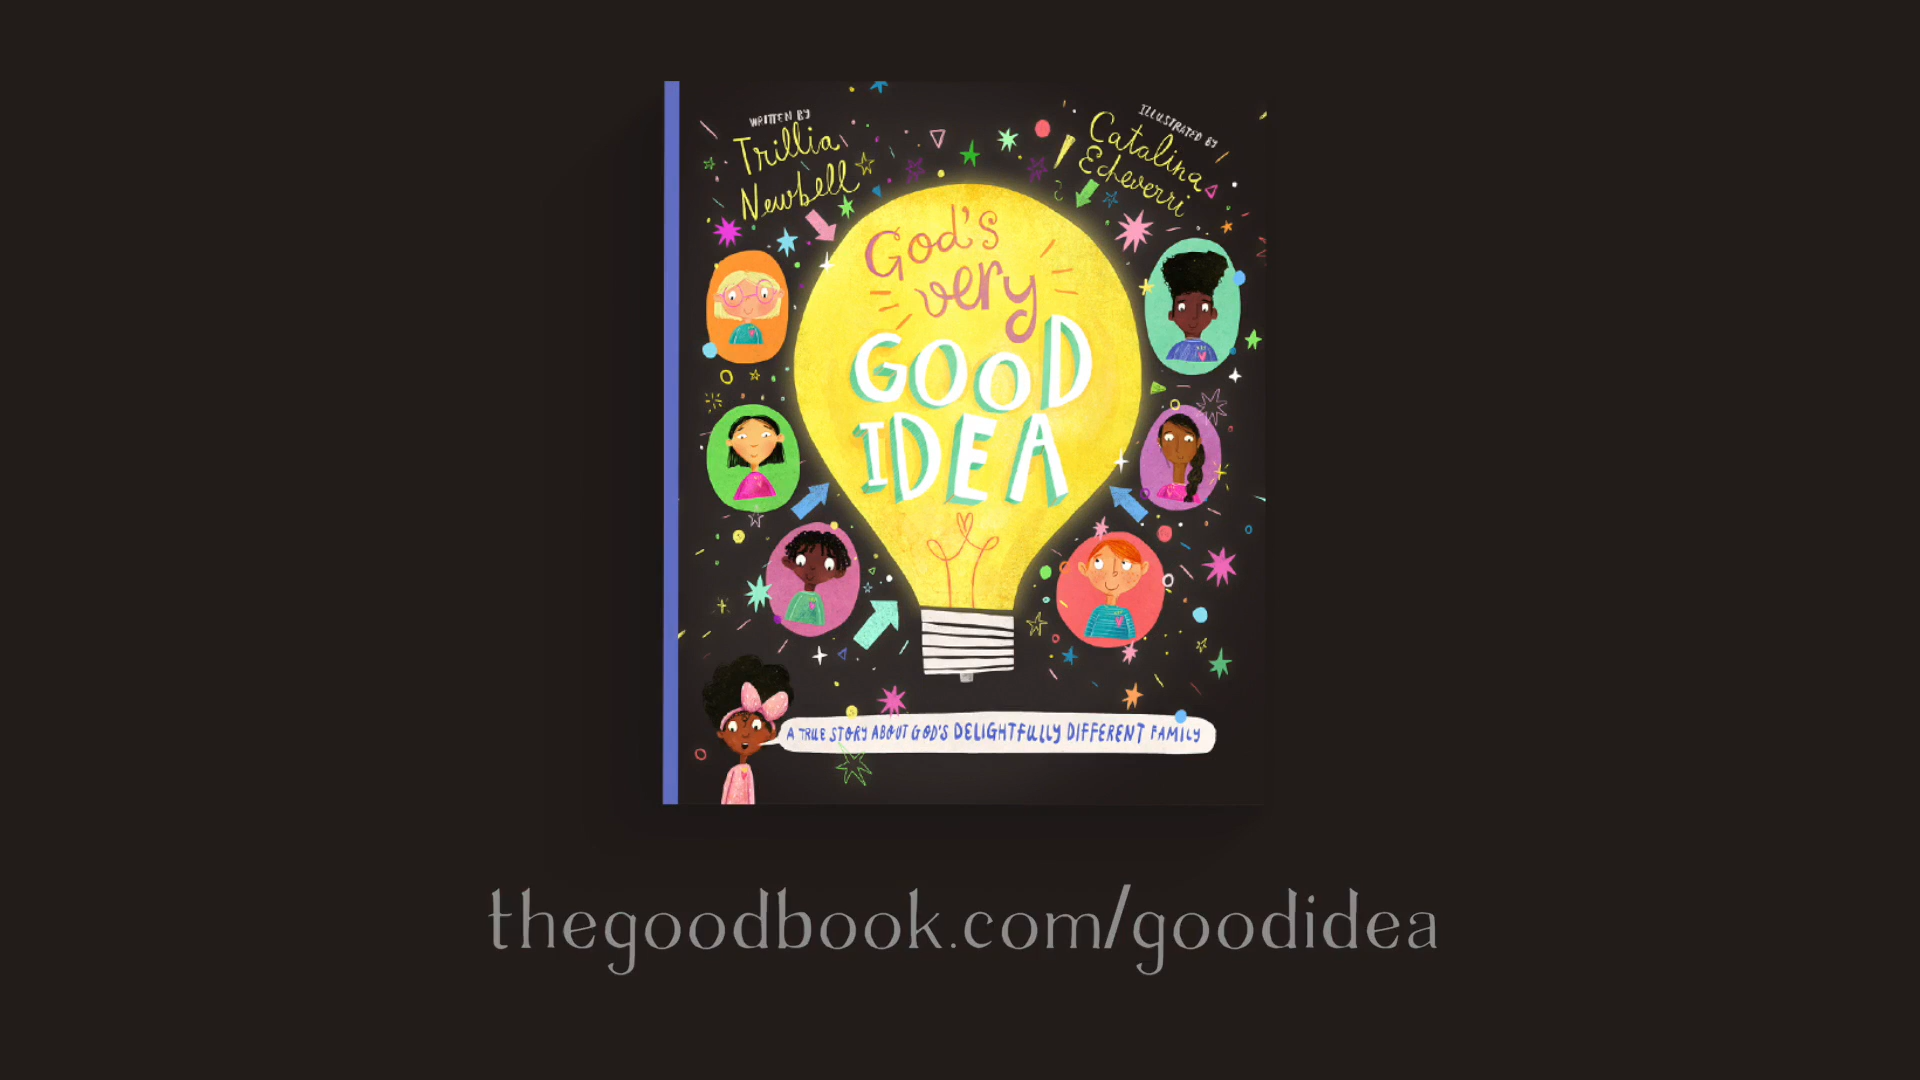 WRITTEN BY
Trillia
Newbell
ILLUSTRATED BY
Catalina
Echeverri
God's
very
GOOD
IDEA
A TRUE STORY ABOUT GOD'S DELIGHTFULLY DIFFERENT FAMILY
thegoodbook.com/goodidea